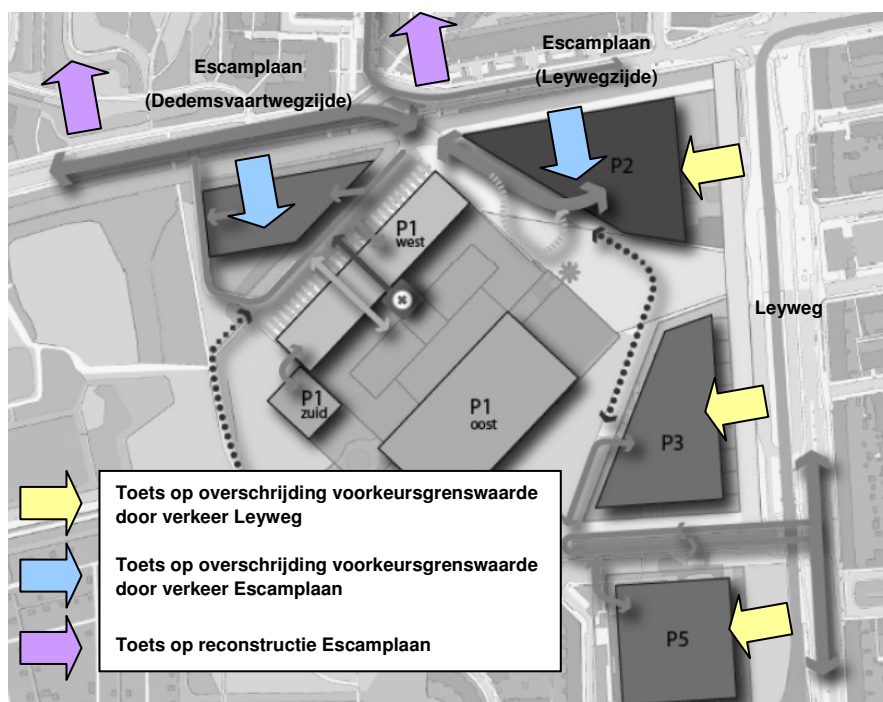 Escamplaan
(Dedemsvaartwegzijde)
Escamplaan
(Leywegzijde)
P2
P1
west
Leyweg
P1
zuid
P1
oost
P3
Toets op overschrijding voorkeursgrenswaarde
door verkeer Leyweg
Toets op overschrijding voorkeursgrenswaarde
door verkeer Escamplaan
Toets op reconstructie Escamplaan
P5